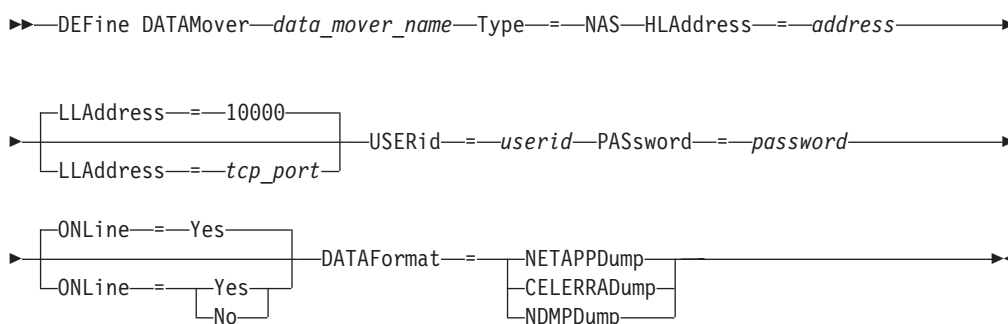 DEFine DATAMover data_mover_name Type = NAS HLAddress = address
LLAddress = 10000
USERid = userid PASsword = password
LLAddress = tcp_port
ONLine = Yes
DATAFormat = NETAPPDump
ONLine = Yes
CELERRADump
No
NDMPDump